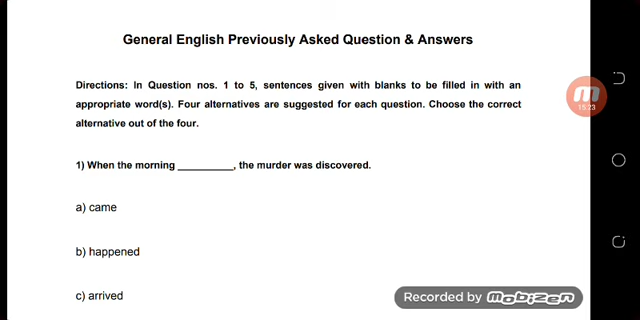 General English Previously Asked Question & Answers
Directions: In Question nos. 1 to 5, sentences given with blanks to be filled in with an
appropriate word(s). Four alternatives are suggested for each question. Choose the correct
alternative out of the four.
1) When the morning __________, the murder was discovered.
a) came
b) happened
c) arrived
15:23
Recorded by Mobizen